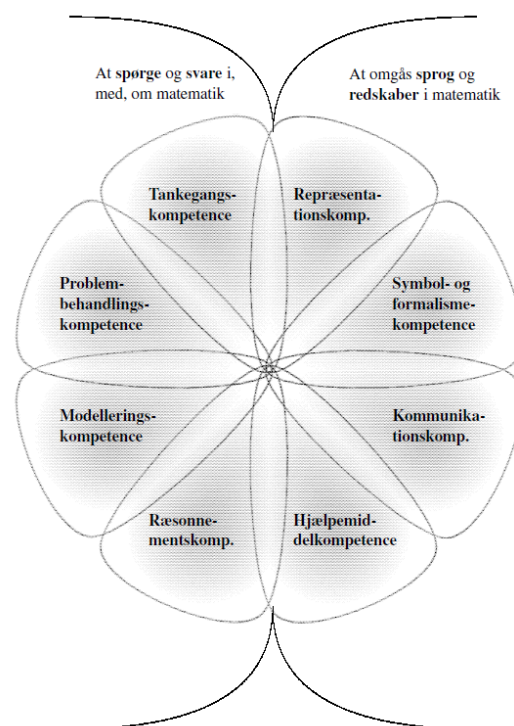 At spørge og svare i,
med, om matematik
At omgås sprog og
redskaber i matematik
Tankegangs-
kompetence
Repræsenta-
tionskomp.
Problem-
behandlings-
kompetence
Symbol- og
formalisme-
kompetence
Modellerings-
kompetence
Kommunika-
tionskomp.
Ræsonne-
mentskomp.
Hjælpemid-
delkompetence